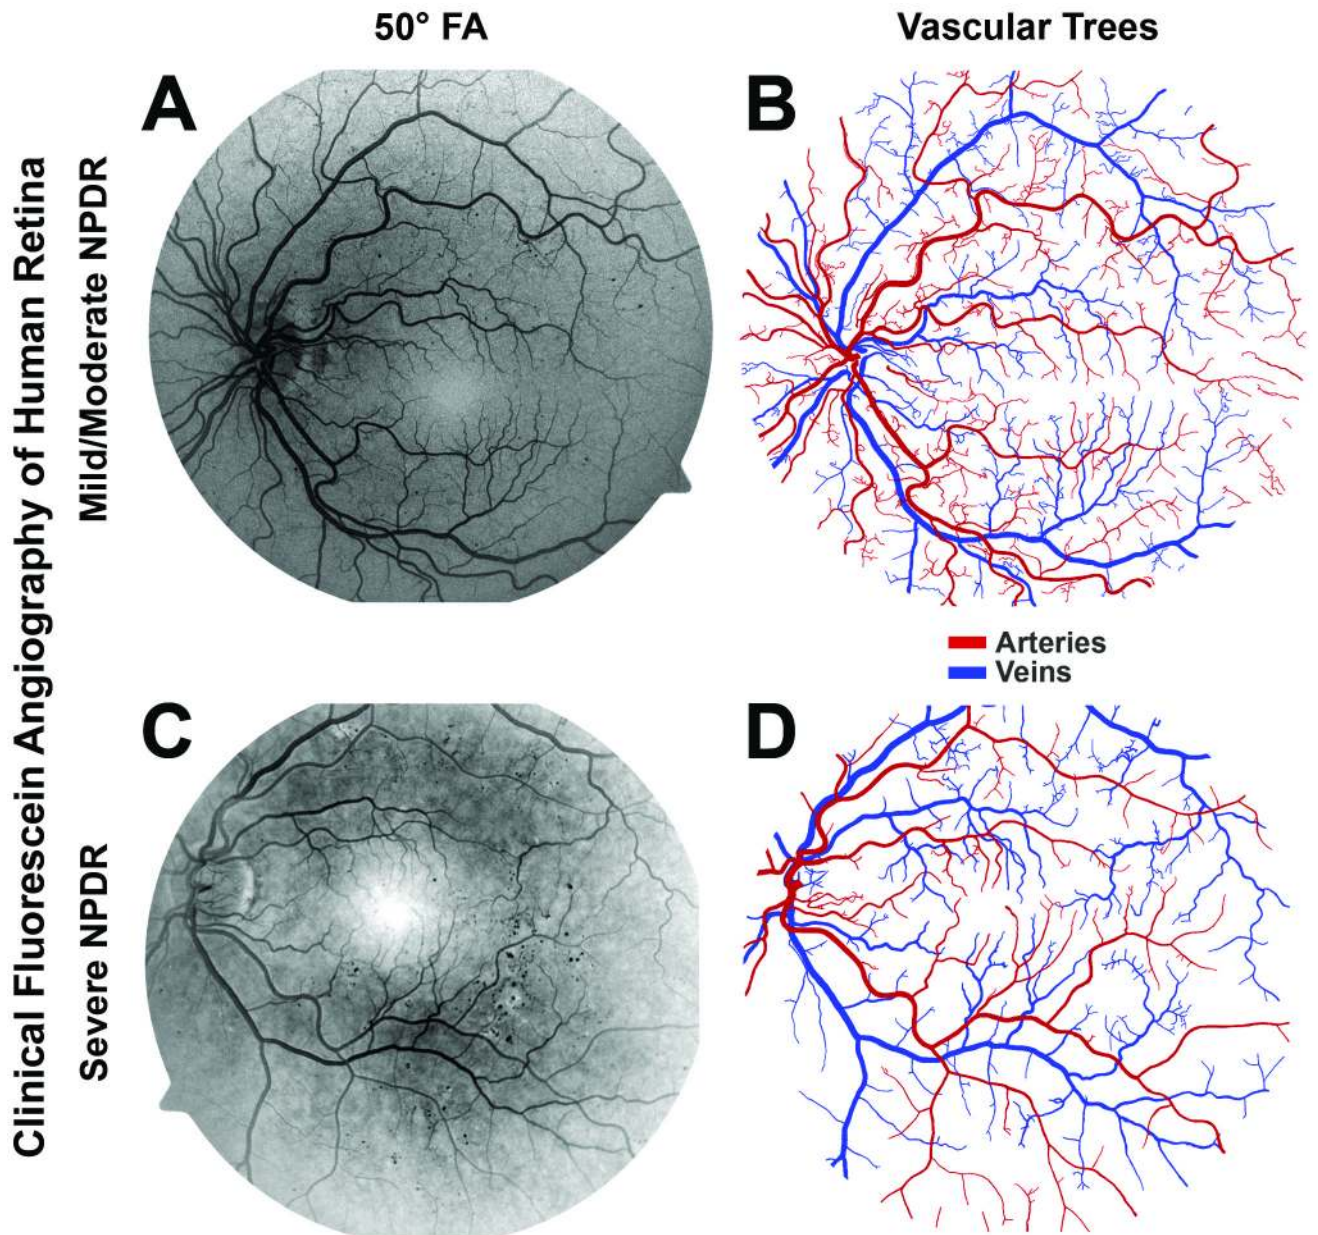 50° FA
Vascular Trees
Clinical Fluorescein Angiography of Human Retina
Mild/Moderate NPDR
A
B
Arteries
Veins
Severe NPDR
C
D